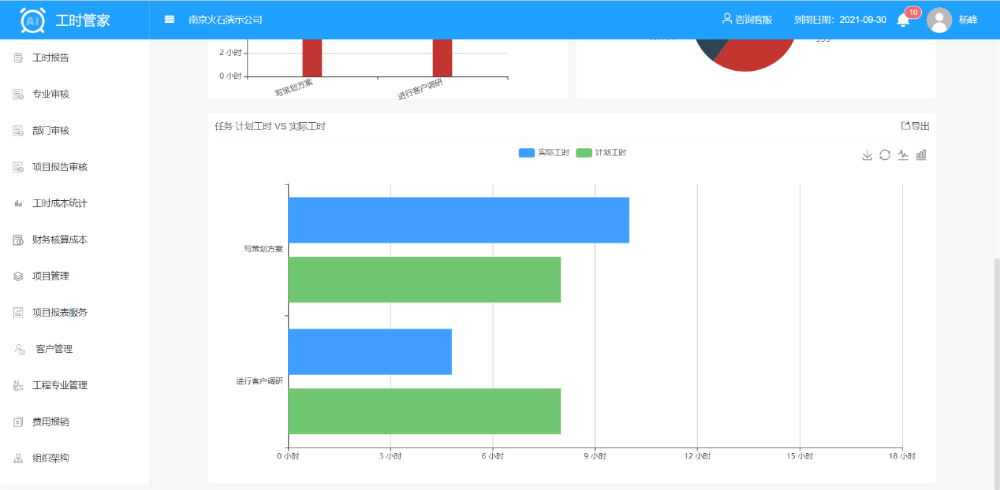 AI 工时管家
南京火石演示公司
咨询客服
到期日期：2021-09-30
10
杨峰
工时报告
专业审核
部门审核
项目报告审核
工时成本统计
财务核算成本
项目管理
项目报表服务
客户管理
工程专业管理
费用报销
组织架构
2 小时
0 小时
写策划方案
进行客户调研
任务 计划工时 VS 实际工时
导出
实际工时
计划工时
写策划方案
进行客户调研
0 小时
3 小时
6 小时
9 小时
12 小时
15 小时
18 小时